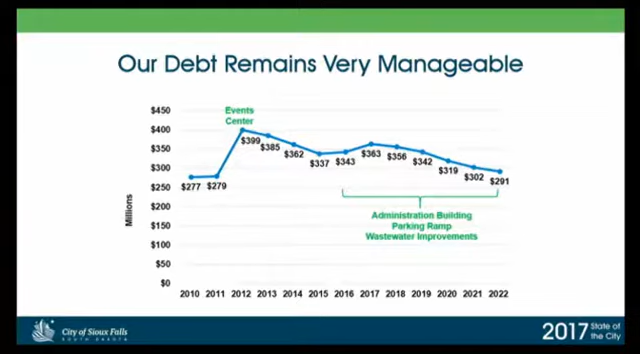 Our Debt Remains Very Manageable
$450
$400
$350
$300
$250
$200
$150
$100
$50
$0
Millions
Events
Center
$277
$279
$399
$385
$362
$337
$343
$363
$356
$342
$319
$302
$291
Administration Building
Parking Ramp
Wastewater Improvements
2010 2011 2012 2013 2014 2015 2016 2017 2018 2019 2020 2021 2022
City of Sioux Falls
SOUTH DAKOTA
2017 State of
the City